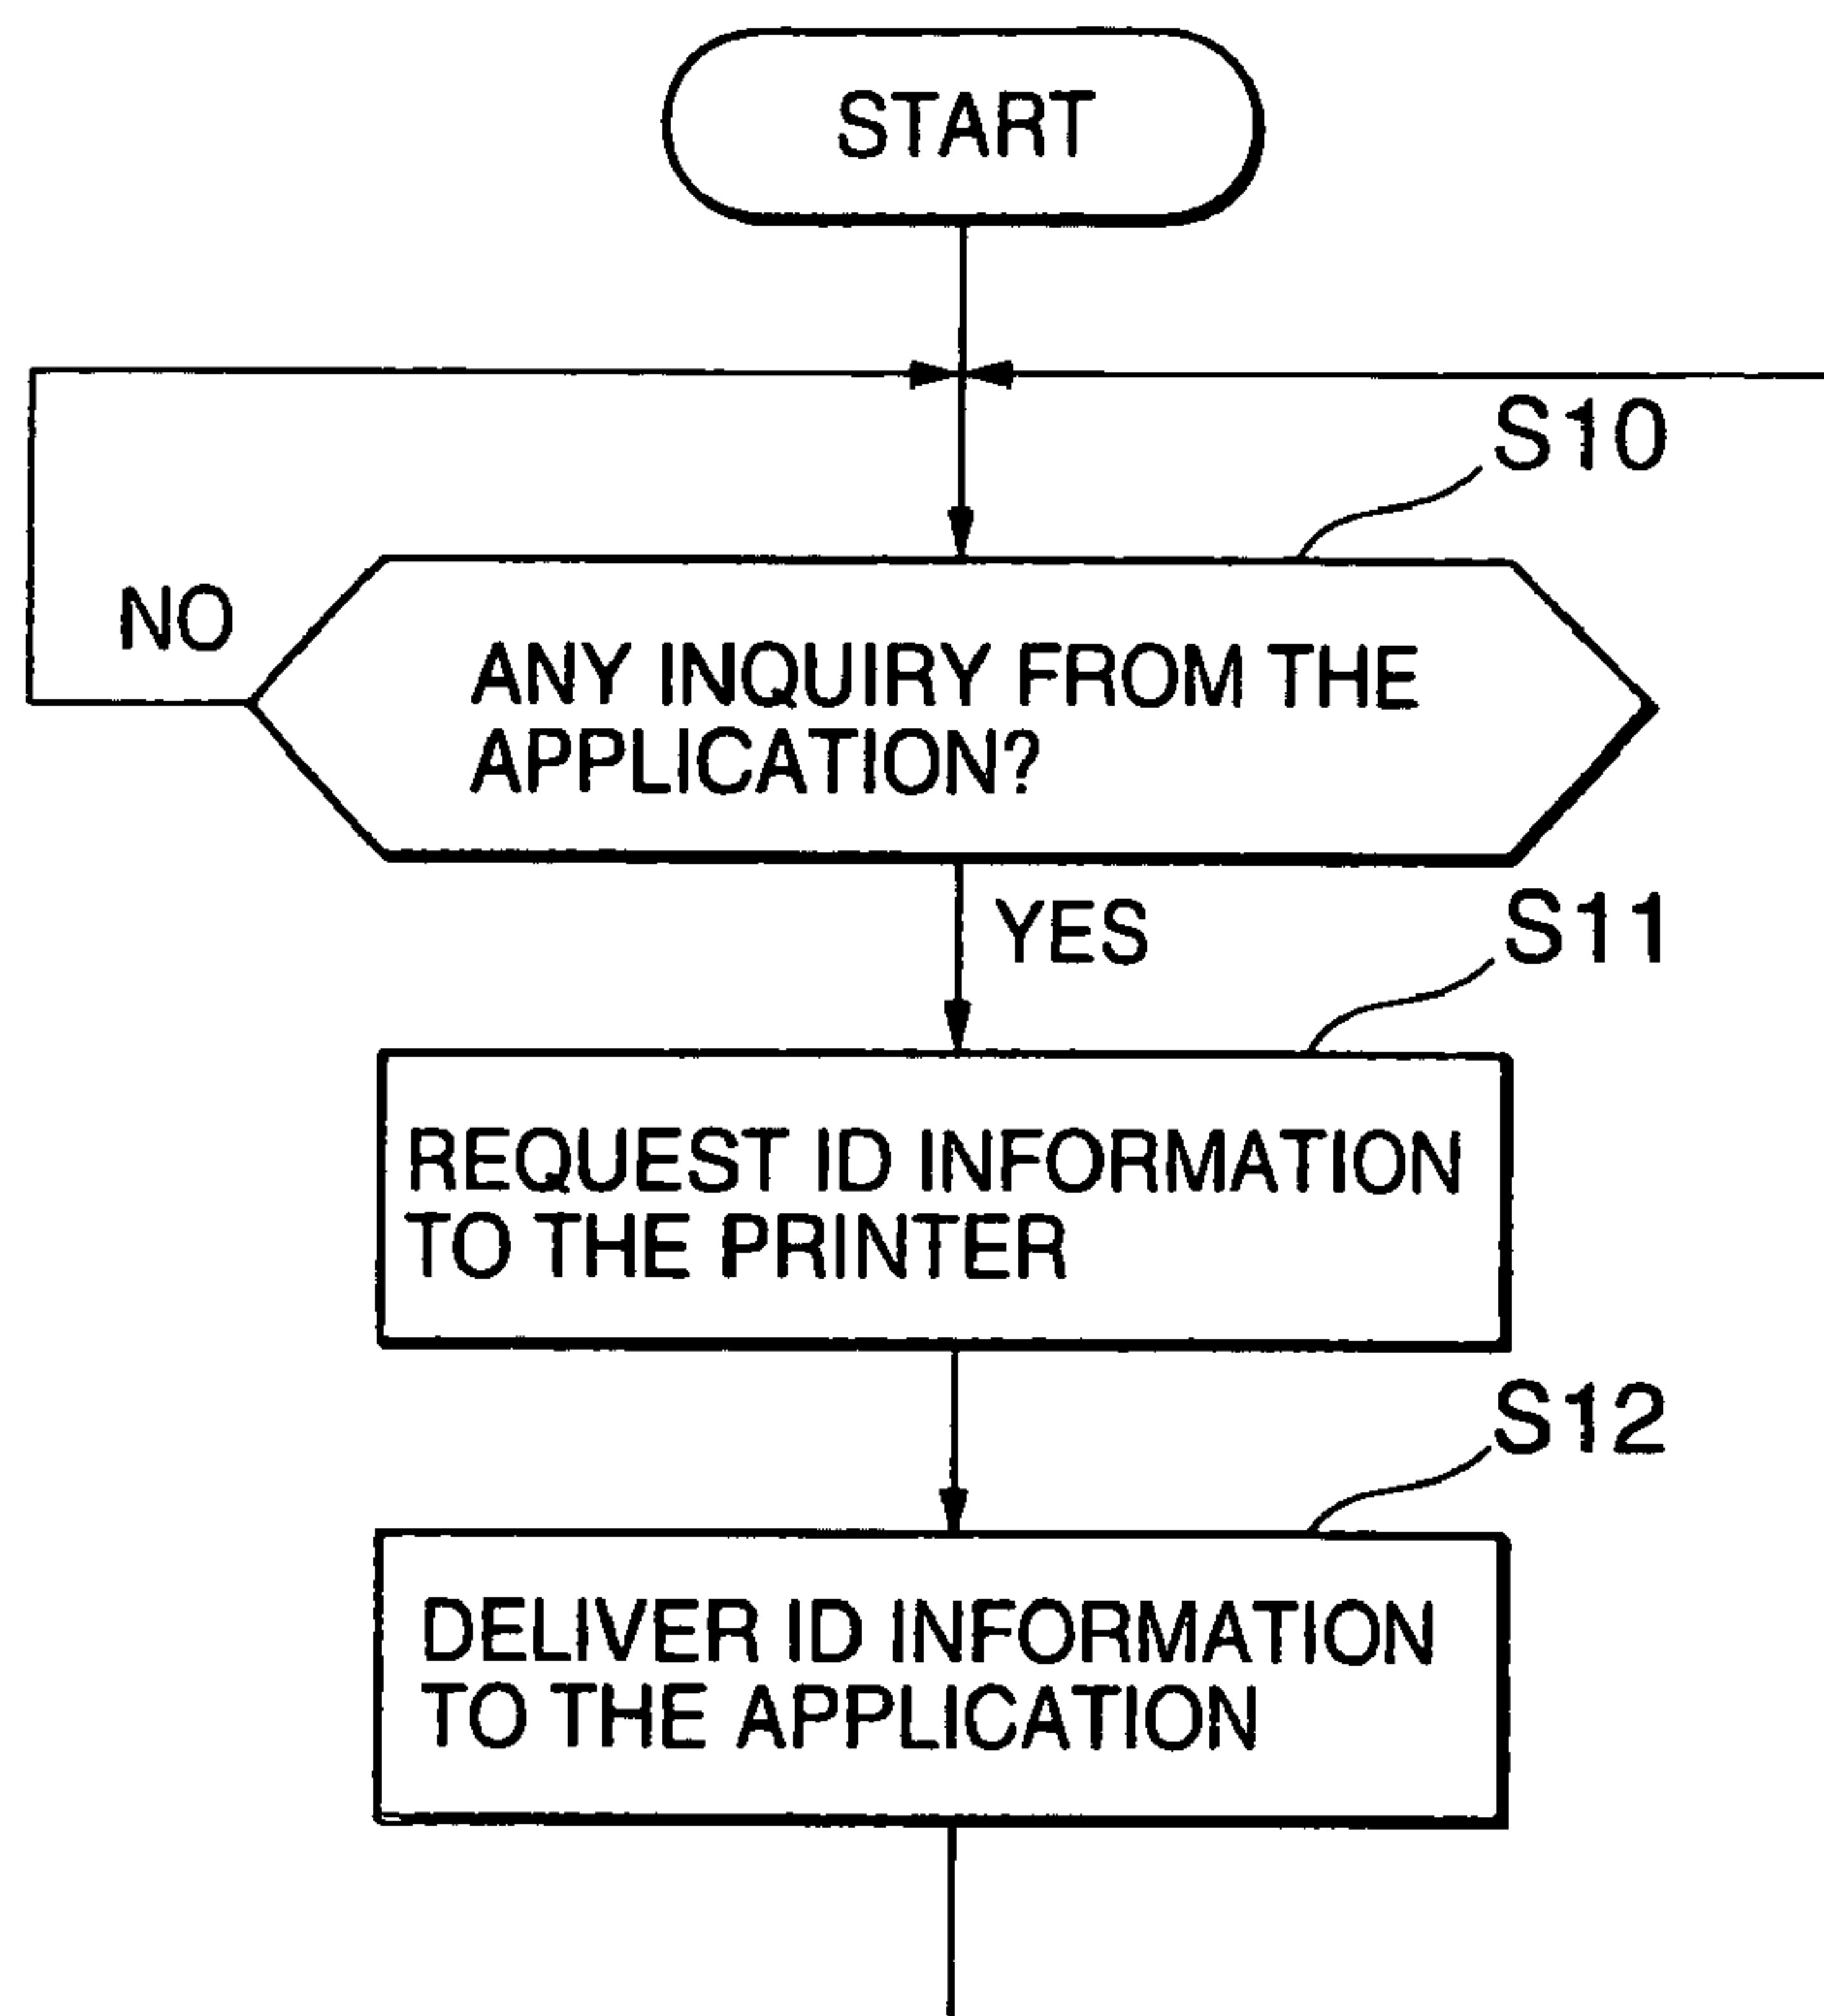 START
S10
NO
ANY INQUIRY FROM THE
APPLICATION?
YES
S11
REQUEST ID INFORMATION
TO THE PRINTER
S12
DELIVER ID INFORMATION
TO THE APPLICATION